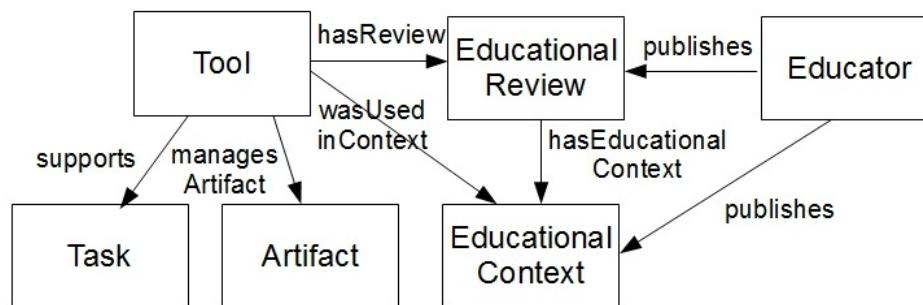 hasReview
Tool
Educational
Review
publishes
Educator
wasUsed
inContext
supports
manages
Artifact
hasEducational
Context
publishes
Task
Artifact
Educational
Context